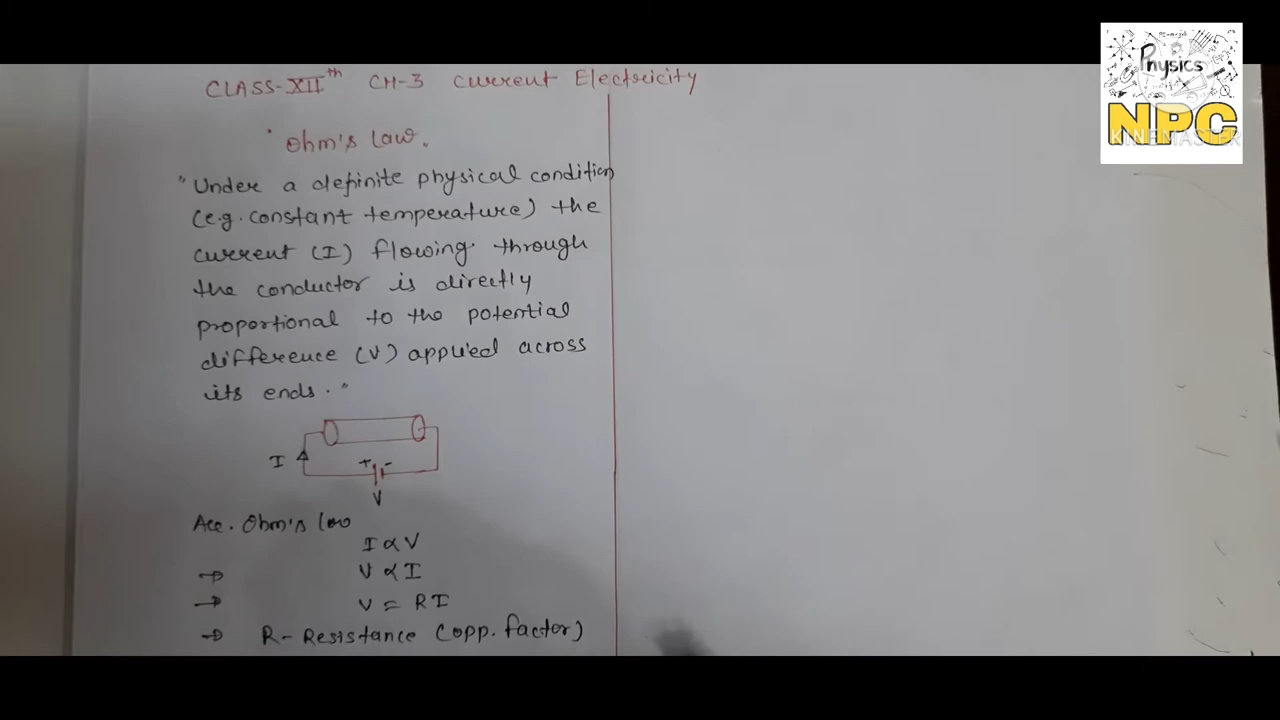 CLASS-XIIth CH-3 Current Electricity
Ohm's law.
"Under a definite physical condition
(e.g. constant temperature) the
current (I) flowing through
the conductor is directly
proportional to the potential
difference (V) applied across
its ends."
I
+ -
V
Acc. Ohm's law
I ∝ V
→ V ∝ I
→ V = RI
→ R - Resistance (opp. factor)
Physics
NPC
KINEMASTER